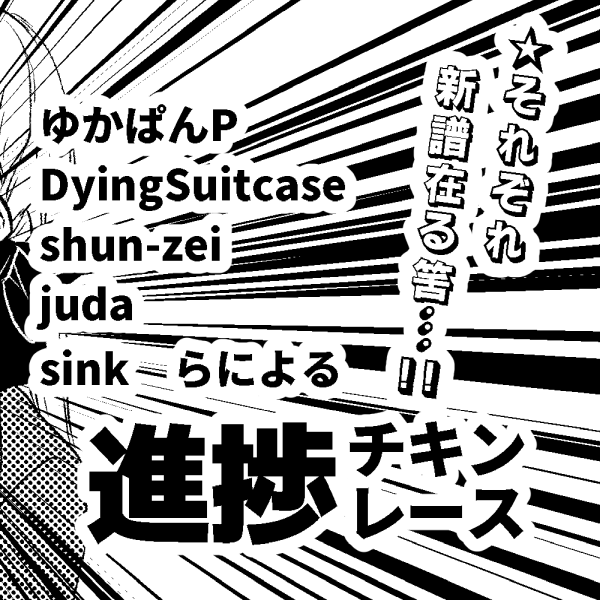 ★それぞれ
新譜在る筈…!!
ゆかぱんP
DyingSuitcase
shun-zei
juda
sink らによる
進捗チキン
レース